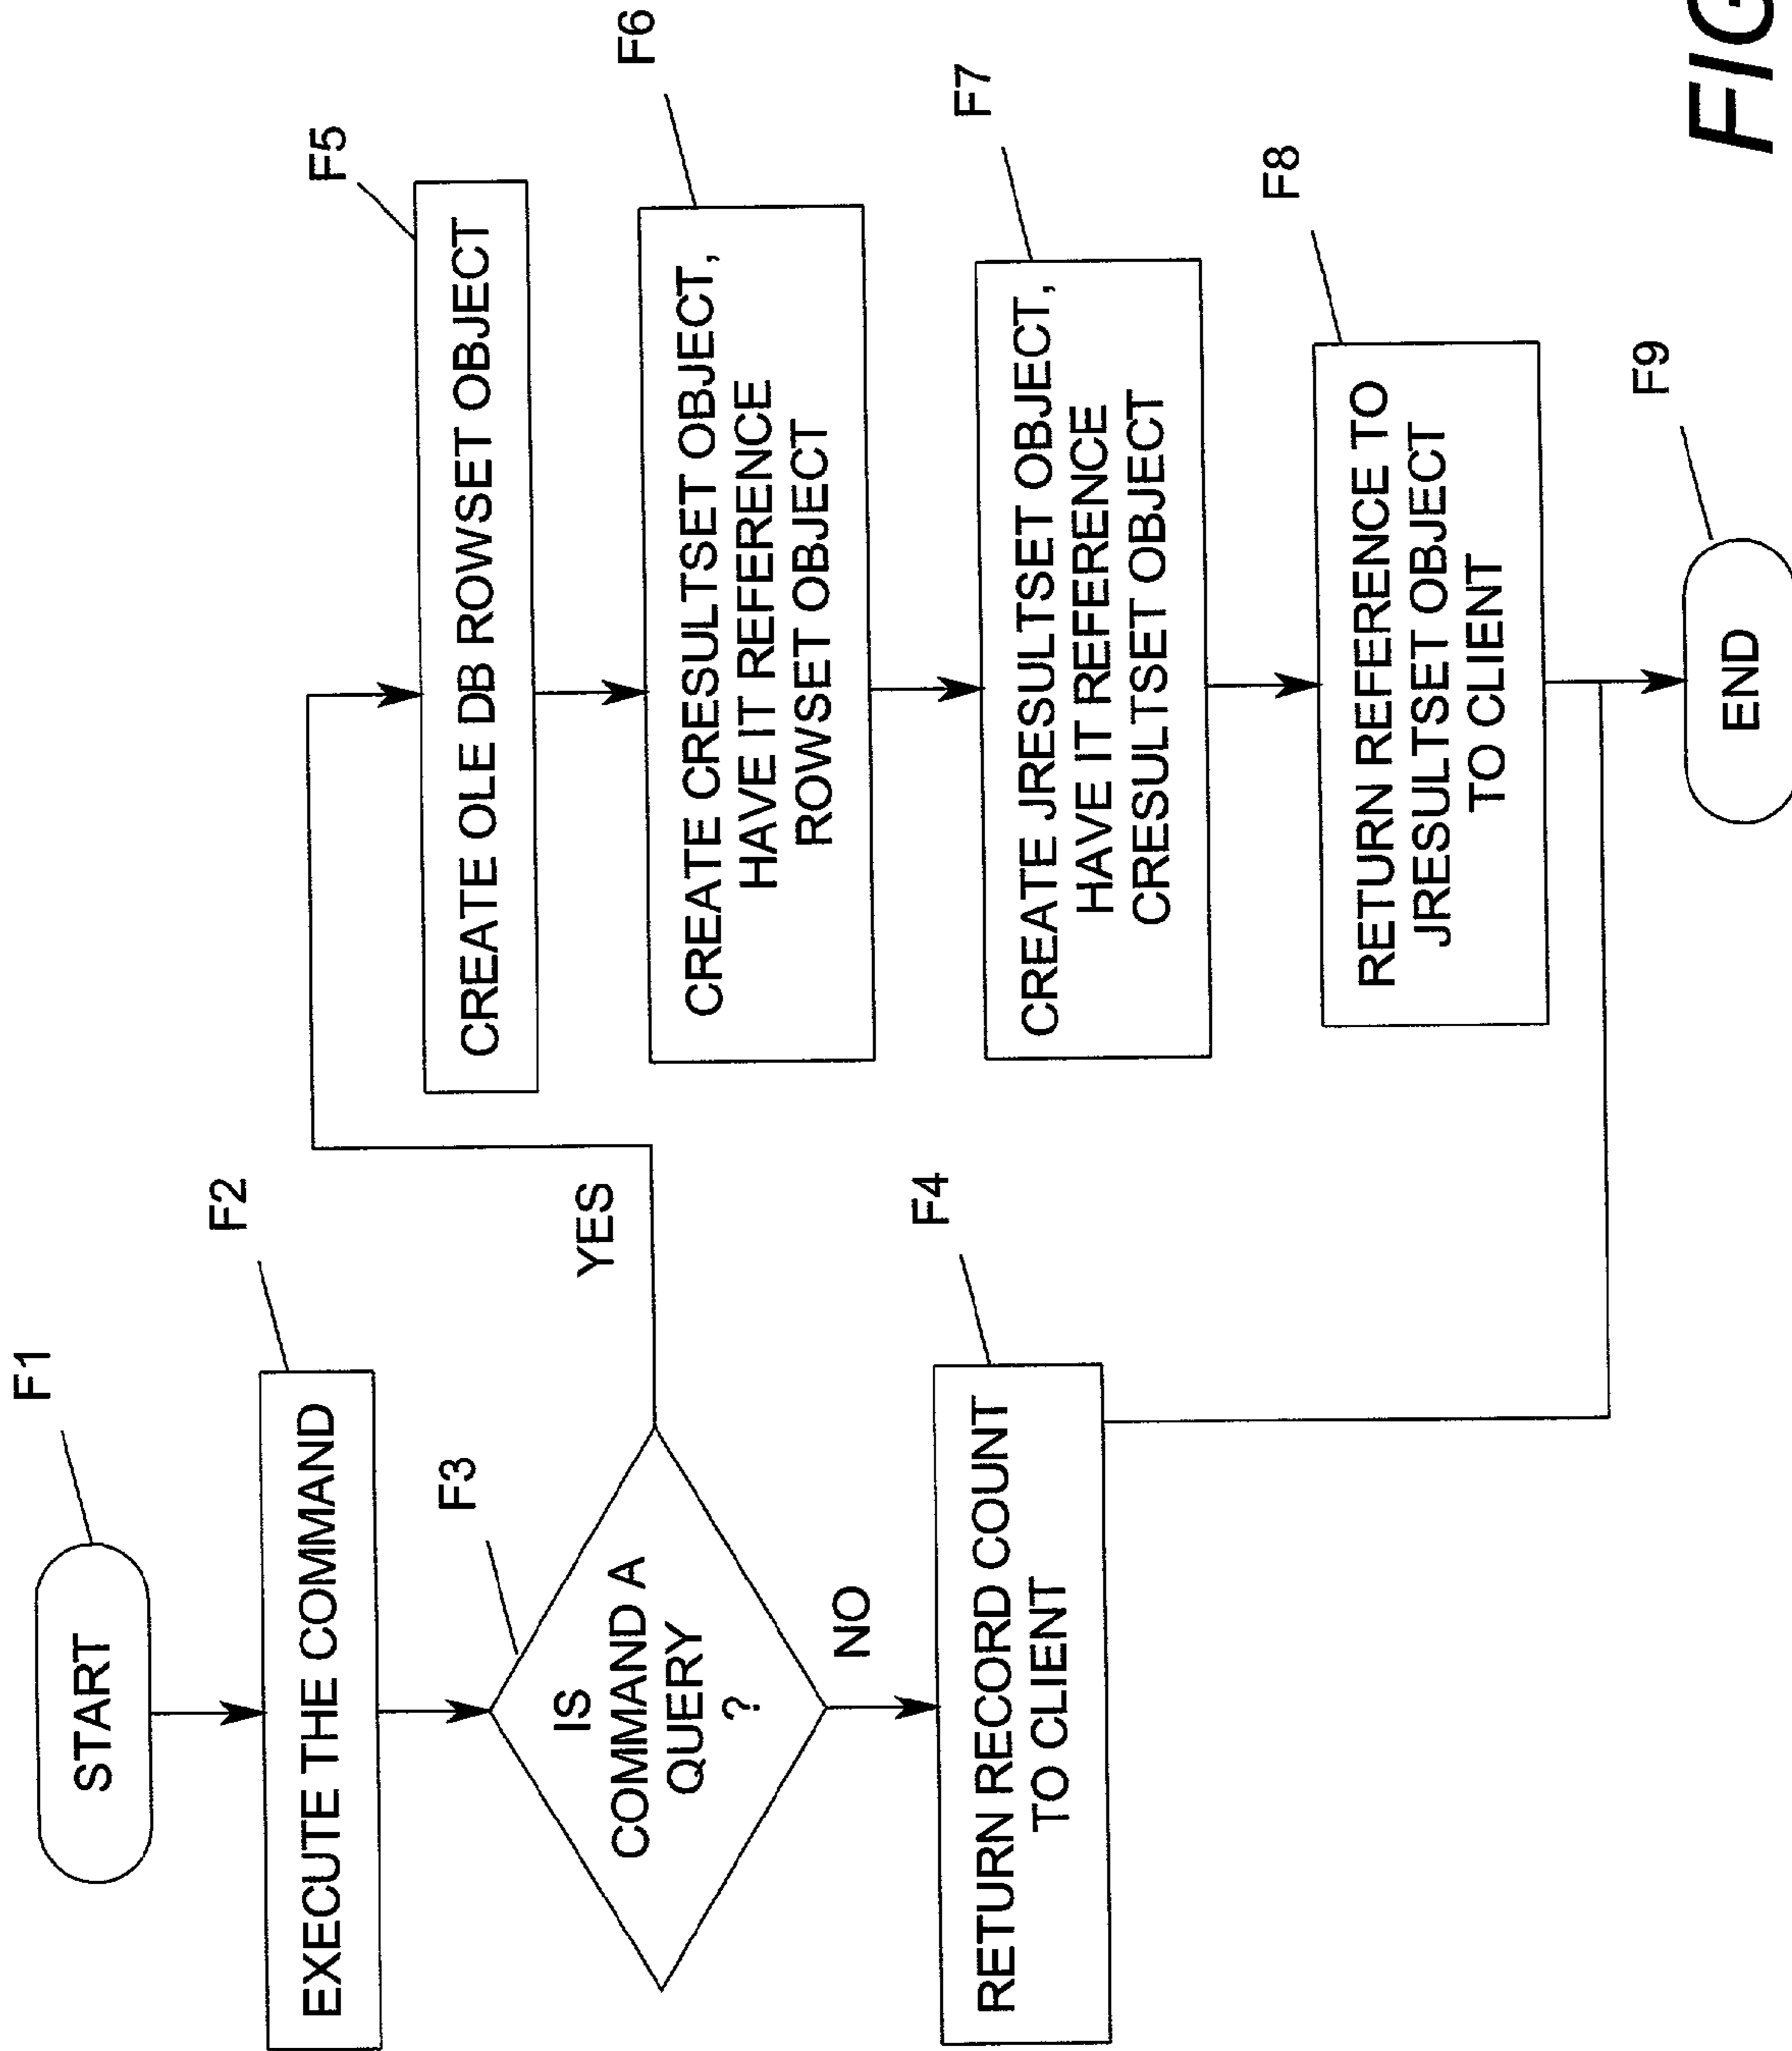 F1
START
F2
EXECUTE THE COMMAND
F3
IS
COMMAND A
QUERY
?
YES
NO
F4
RETURN RECORD COUNT
TO CLIENT
F5
CREATE OLE DB ROWSET OBJECT
F6
CREATE CRESULTSET OBJECT,
HAVE IT REFERENCE
ROWSET OBJECT
F7
CREATE JRESULTSET OBJECT,
HAVE IT REFERENCE
CRESULTSET OBJECT
F8
RETURN REFERENCE TO
JRESULTSET OBJECT
TO CLIENT
F9
END
FIG